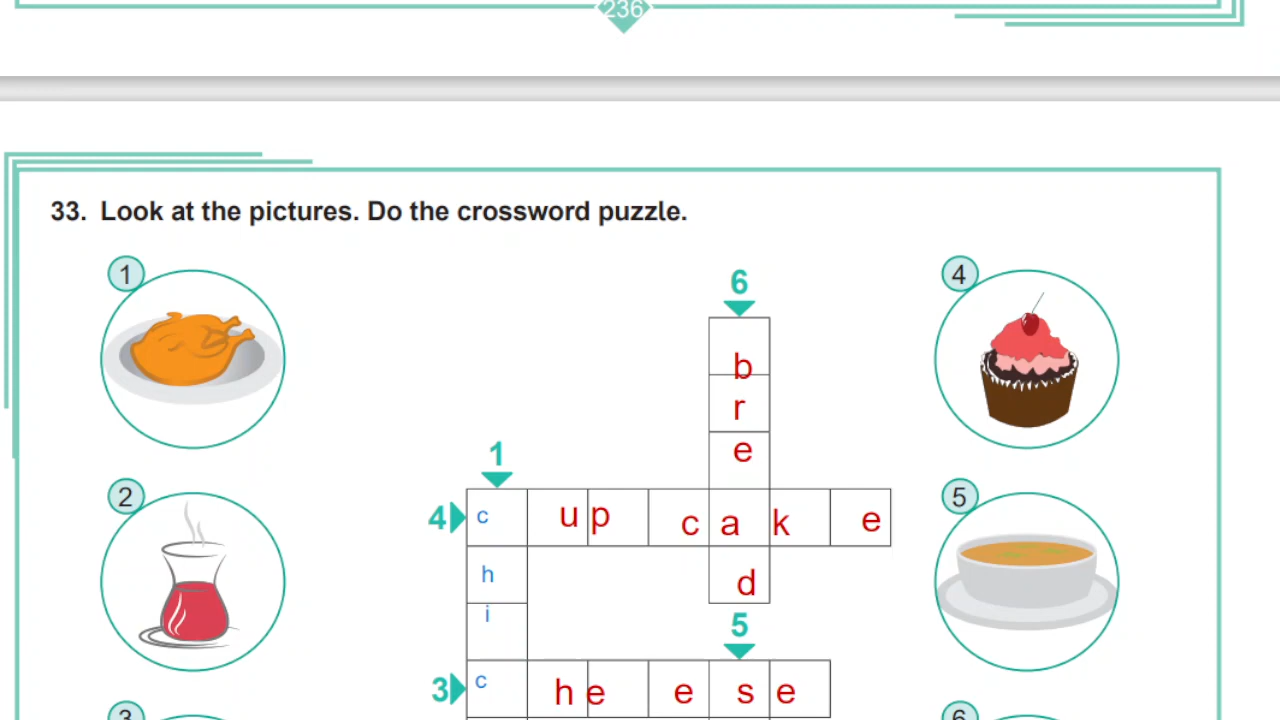 236
33. Look at the pictures. Do the crossword puzzle.
1
4
6
b
r
e
1
2
4 c u p c a k e
5
h
d
i
5
3 c h e e s e
3
6